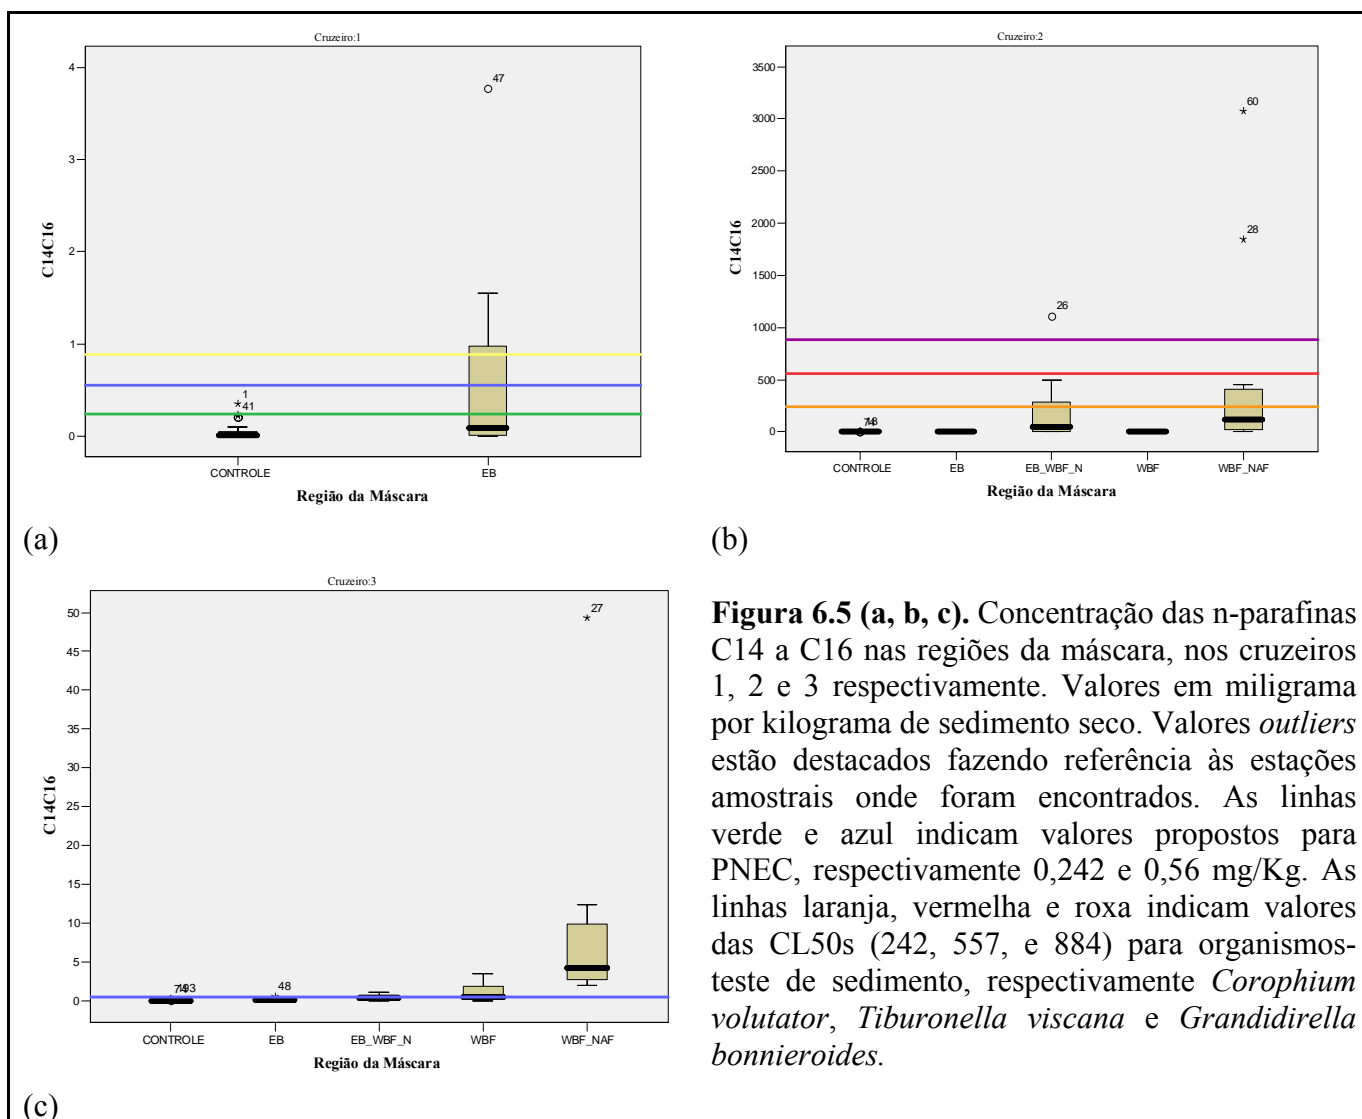 Cruzeiro:1
4
3
2
1
0
C14C16
47
1
41
CONTROLE
EB
Região da Máscara
(a)
Cruzeiro:2
3500
3000
2500
2000
1500
1000
500
0
C14C16
60
28
26
CONTROLE
EB
EB_WBF_N
WBF
WBF_NAF
Região da Máscara
(b)
Cruzeiro:3
50
45
40
35
30
25
20
15
10
5
0
C14C16
27
48
CONTROLE
EB
EB_WBF_N
WBF
WBF_NAF
Região da Máscara
(c)
Figura 6.5 (a, b, c). Concentração das n-parafinas
C14 a C16 nas regiões da máscara, nos cruzeiros
1, 2 e 3 respectivamente. Valores em miligrama
por kilograma de sedimento seco. Valores outliers
estão destacados fazendo referência às estações
amostrais onde foram encontrados. As linhas
verde e azul indicam valores propostos para
PNEC, respectivamente 0,242 e 0,56 mg/Kg. As
linhas laranja, vermelha e roxa indicam valores
das CL50s (242, 557, e 884) para organismos-
teste de sedimento, respectivamente Corophium
volutator, Tiburonella viscana e Grandidirella
bonnieroides.